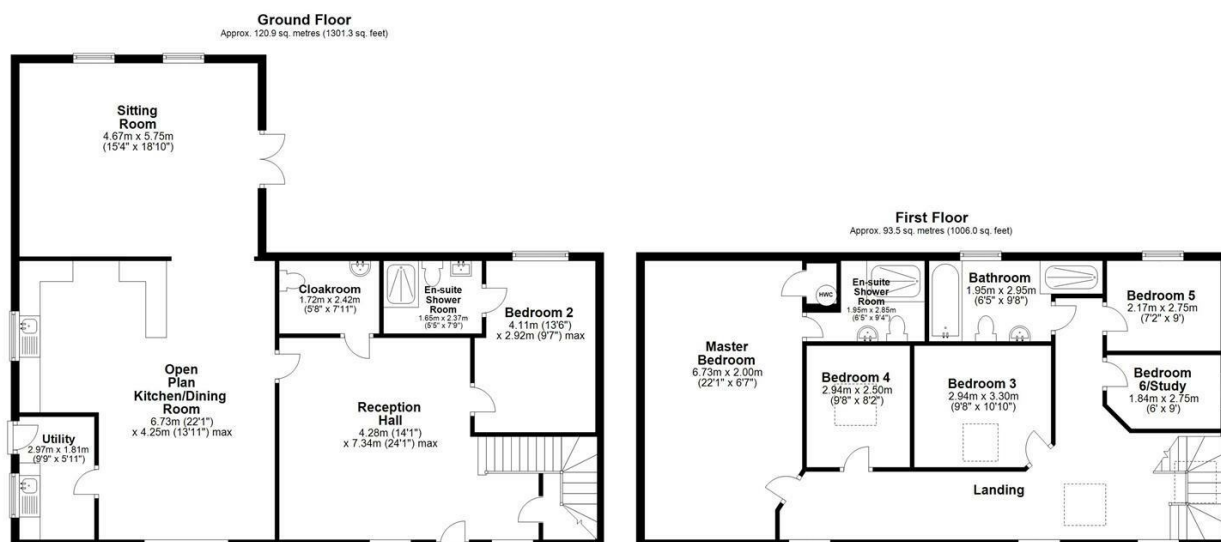 Ground Floor
Approx. 120.9 sq. metres (1301.3 sq. feet)
Sitting
Room
4.67m x 5.75m
(15'4" x 18'10")
Cloakroom
1.72m x 2.42m
(5'8" x 7'11")
En-suite
Shower
Room
1.65m x 2.37m
(5'5" x 7'9")
Bedroom 2
4.11m (13'6")
x 2.92m (9'7") max
Open
Plan
Kitchen/Dining
Room
6.73m (22'1")
x 4.25m (13'11") max
Utility
2.97m x 1.81m
(9'9" x 5'11")
Reception
Hall
4.28m (14'1")
x 7.34m (24'1") max
First Floor
Approx. 93.5 sq. metres (1006.0 sq. feet)
HWC
En-suite
Shower
Room
1.95m x 2.85m
(6'5" x 9'4")
Bathroom
1.95m x 2.95m
(6'5" x 9'8")
Bedroom 5
2.17m x 2.75m
(7'2" x 9')
Master
Bedroom
6.73m x 2.00m
(22'1" x 6'7")
Bedroom 4
2.94m x 2.50m
(9'8" x 8'2")
Bedroom 3
2.94m x 3.30m
(9'8" x 10'10")
Bedroom
6/Study
1.84m x 2.75m
(6' x 9')
Landing